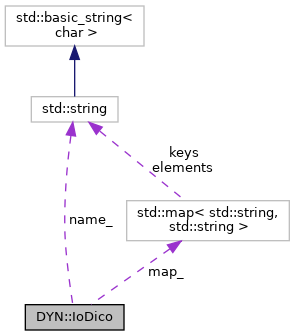 std::basic_string<
char >
std::string
keys
elements
std::map< std::string,
std::string >
name_
map_
DYN::IoDico